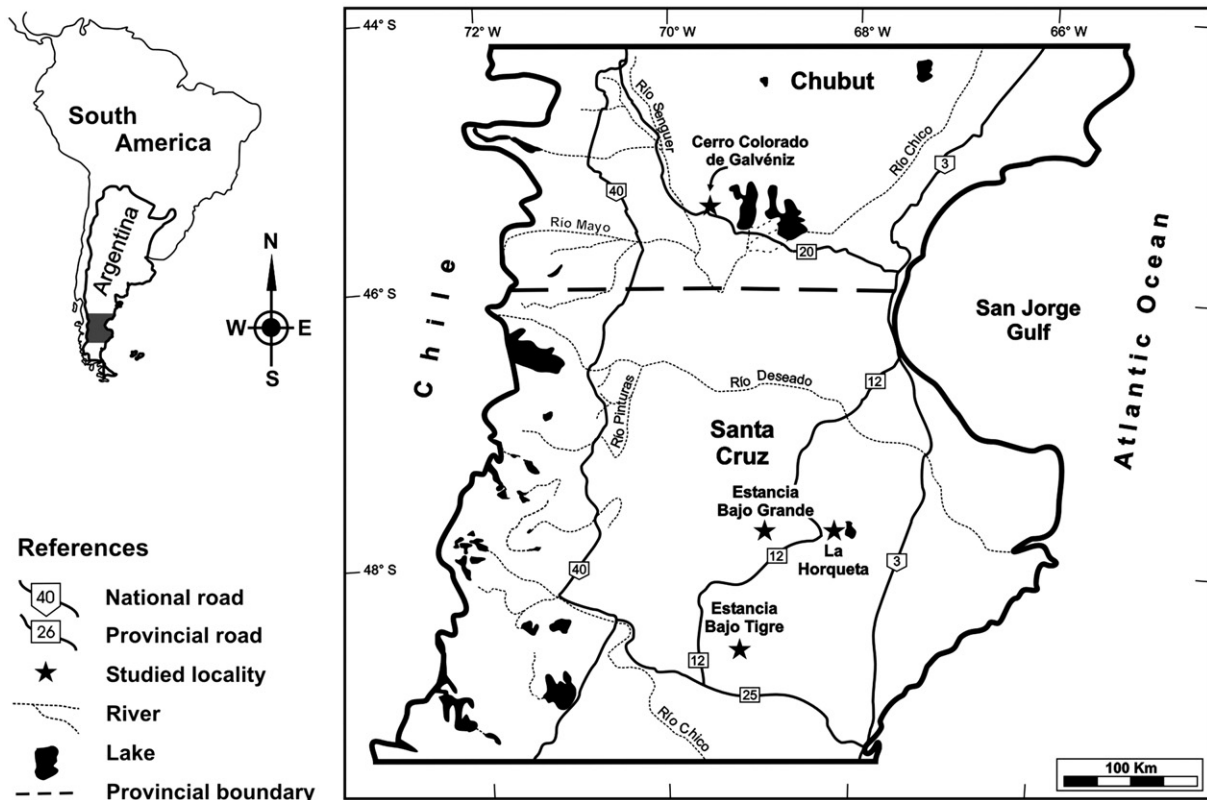 South
America
Argentina
N
W
E
S
References
40
National road
26
Provincial road
Studied locality
River
Lake
Provincial boundary
72° W
70° W
68° W
66° W
44° S
46° S
48° S
Chubut
Río Senguer
Cerro Colorado
de Galvéniz
Río Chico
3
40
Río Mayo
20
Chile
San Jorge
Gulf
Atlantic Ocean
Río Deseado
12
Río Pinturas
Santa
Cruz
Estancia
Bajo Grande
12
La
Horqueta
3
40
Estancia
Bajo Tigre
12
25
Río Chico
100 Km